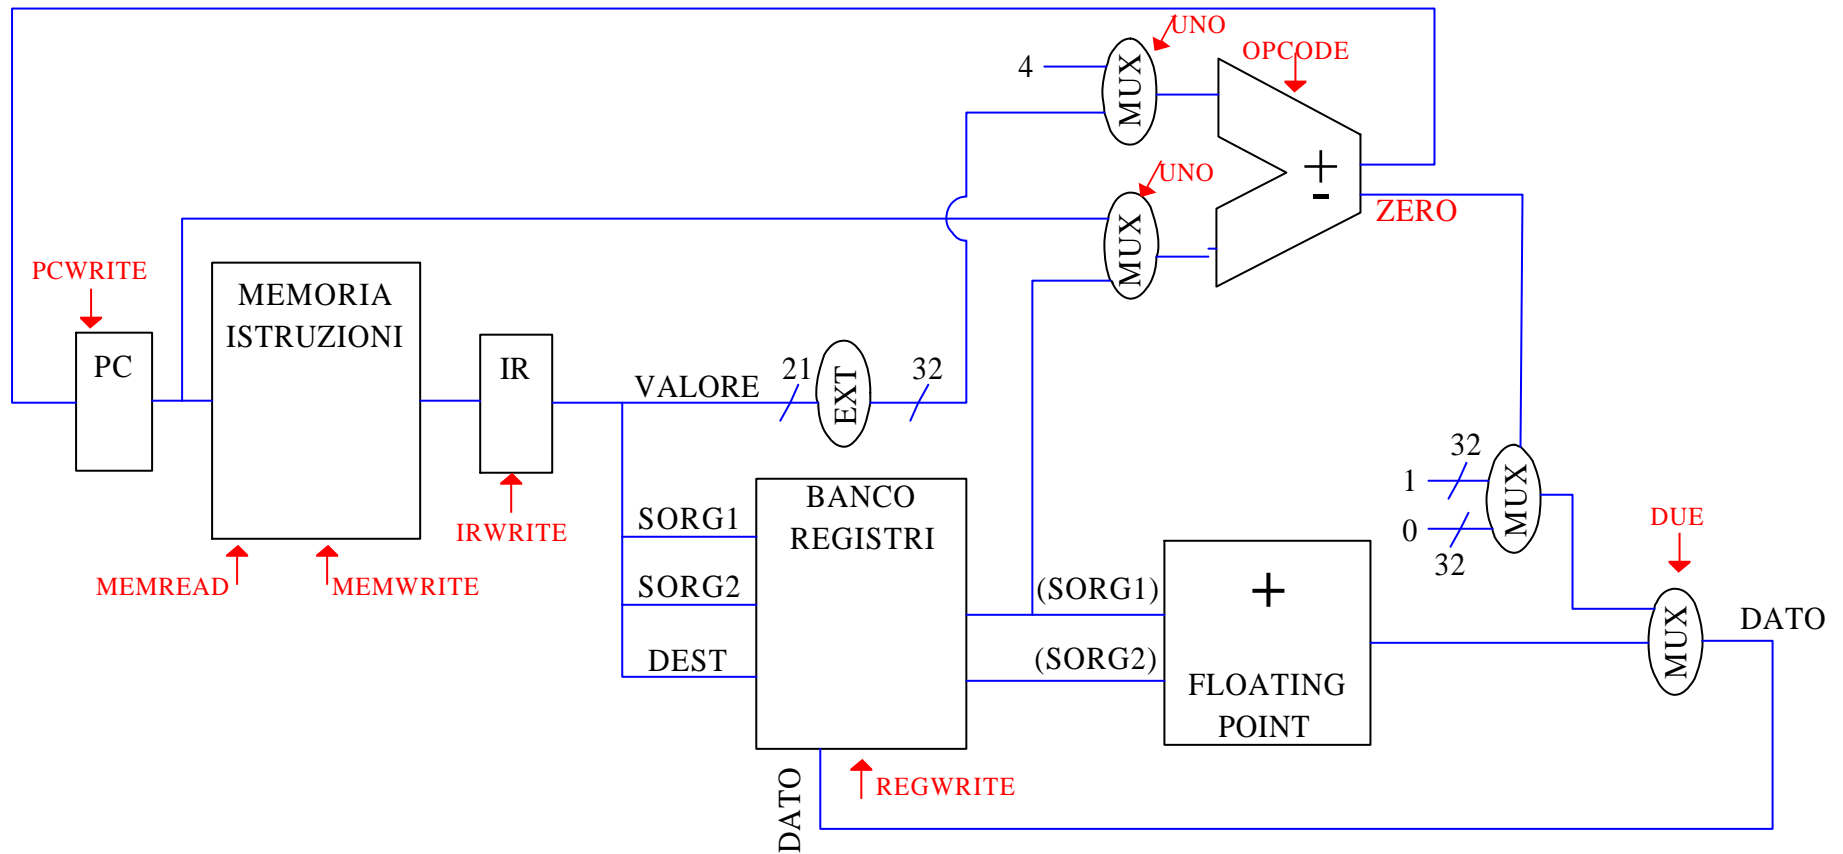 UNO
OPCODE
4
MUX
+
-
UNO
ZERO
MUX
PCWRITE
MEMORIA
ISTRUZIONI
PC
IR
VALORE
21
EXT
32
32
1
0
32
MUX
BANCO
REGISTRI
SORG1
SORG2
DEST
IRWRITE
MEMREAD
MEMWRITE
(SORG1)
(SORG2)
+
FLOATING
POINT
DUE
MUX
DATO
DATO
REGWRITE